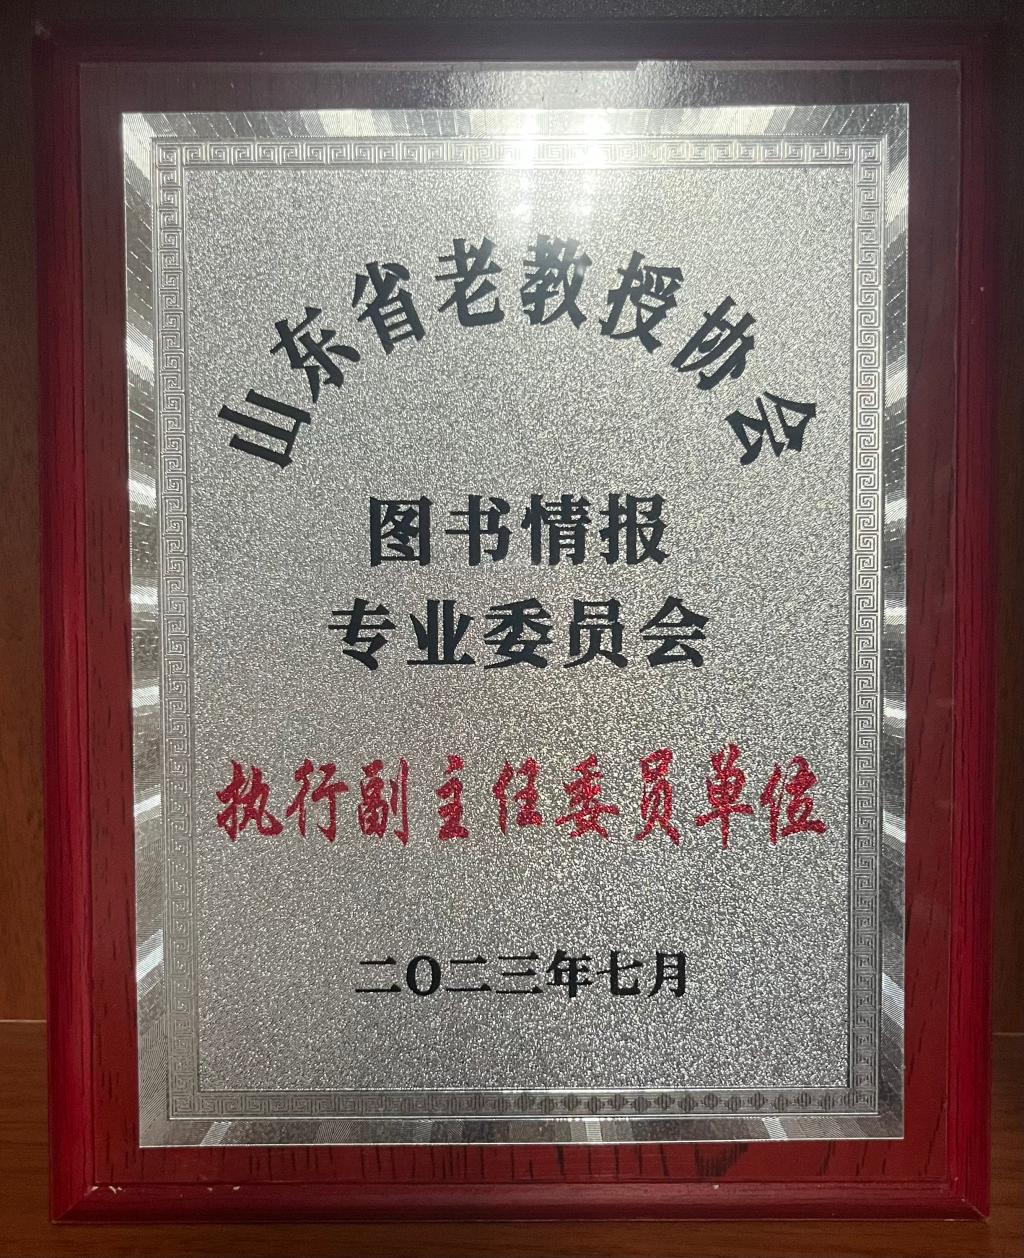 山东省老教授协会
图书情报
专业委员会
执行副主任委员单位
二〇二三年七月